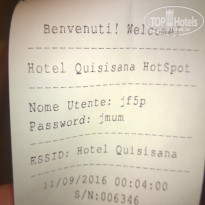 TOP HOTELS
Benvenuti! Welcome!
Hotel Quisisana HotSpot
Nome Utente: jf5p
Password: jmum
ESSID: Hotel Quisisana
11/09/2016 00:04:00
S/N:006346